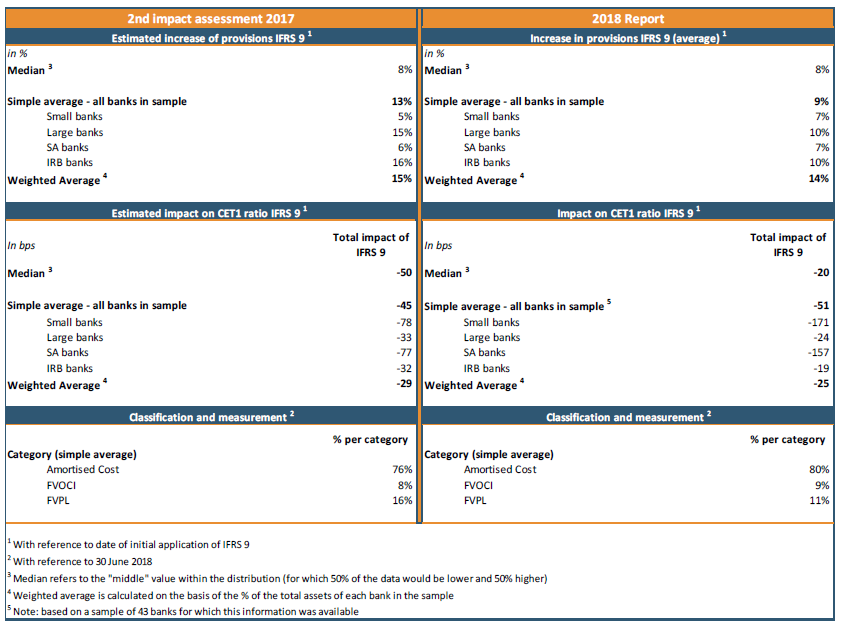 2nd impact assessment 2017
Estimated increase of provisions IFRS 9 1
in %
Median 3 8%
Simple average - all banks in sample 13%
Small banks 5%
Large banks 15%
SA banks 6%
IRB banks 16%
Weighted Average 4 15%
Estimated impact on CET1 ratio IFRS 9 1
In bps Total impact of
IFRS 9
Median 3 -50
Simple average - all banks in sample -45
Small banks -78
Large banks -33
SA banks -77
IRB banks -32
Weighted Average 4 -29
Classification and measurement 2
% per category
Category (simple average)
Amortised Cost 76%
FVOCI 8%
FVPL 16%
2018 Report
Increase in provisions IFRS 9 (average) 1
in %
Median 3 8%
Simple average - all banks in sample 9%
Small banks 7%
Large banks 10%
SA banks 7%
IRB banks 10%
Weighted Average 4 14%
Impact on CET1 ratio IFRS 9 1
In bps Total impact of
IFRS 9
Median 3 -20
Simple average - all banks in sample 5 -51
Small banks -171
Large banks -24
SA banks -157
IRB banks -19
Weighted Average 4 -25
Classification and measurement 2
% per category
Category (simple average)
Amortised Cost 80%
FVOCI 9%
FVPL 11%
1 With reference to date of initial application of IFRS 9
2 With reference to 30 June 2018
3 Median refers to the "middle" value within the distribution (for which 50% of the data would be lower and 50% higher)
4 Weighted average is calculated on the basis of the % of the total assets of each bank in the sample
5 Note: based on a sample of 43 banks for which this information was available